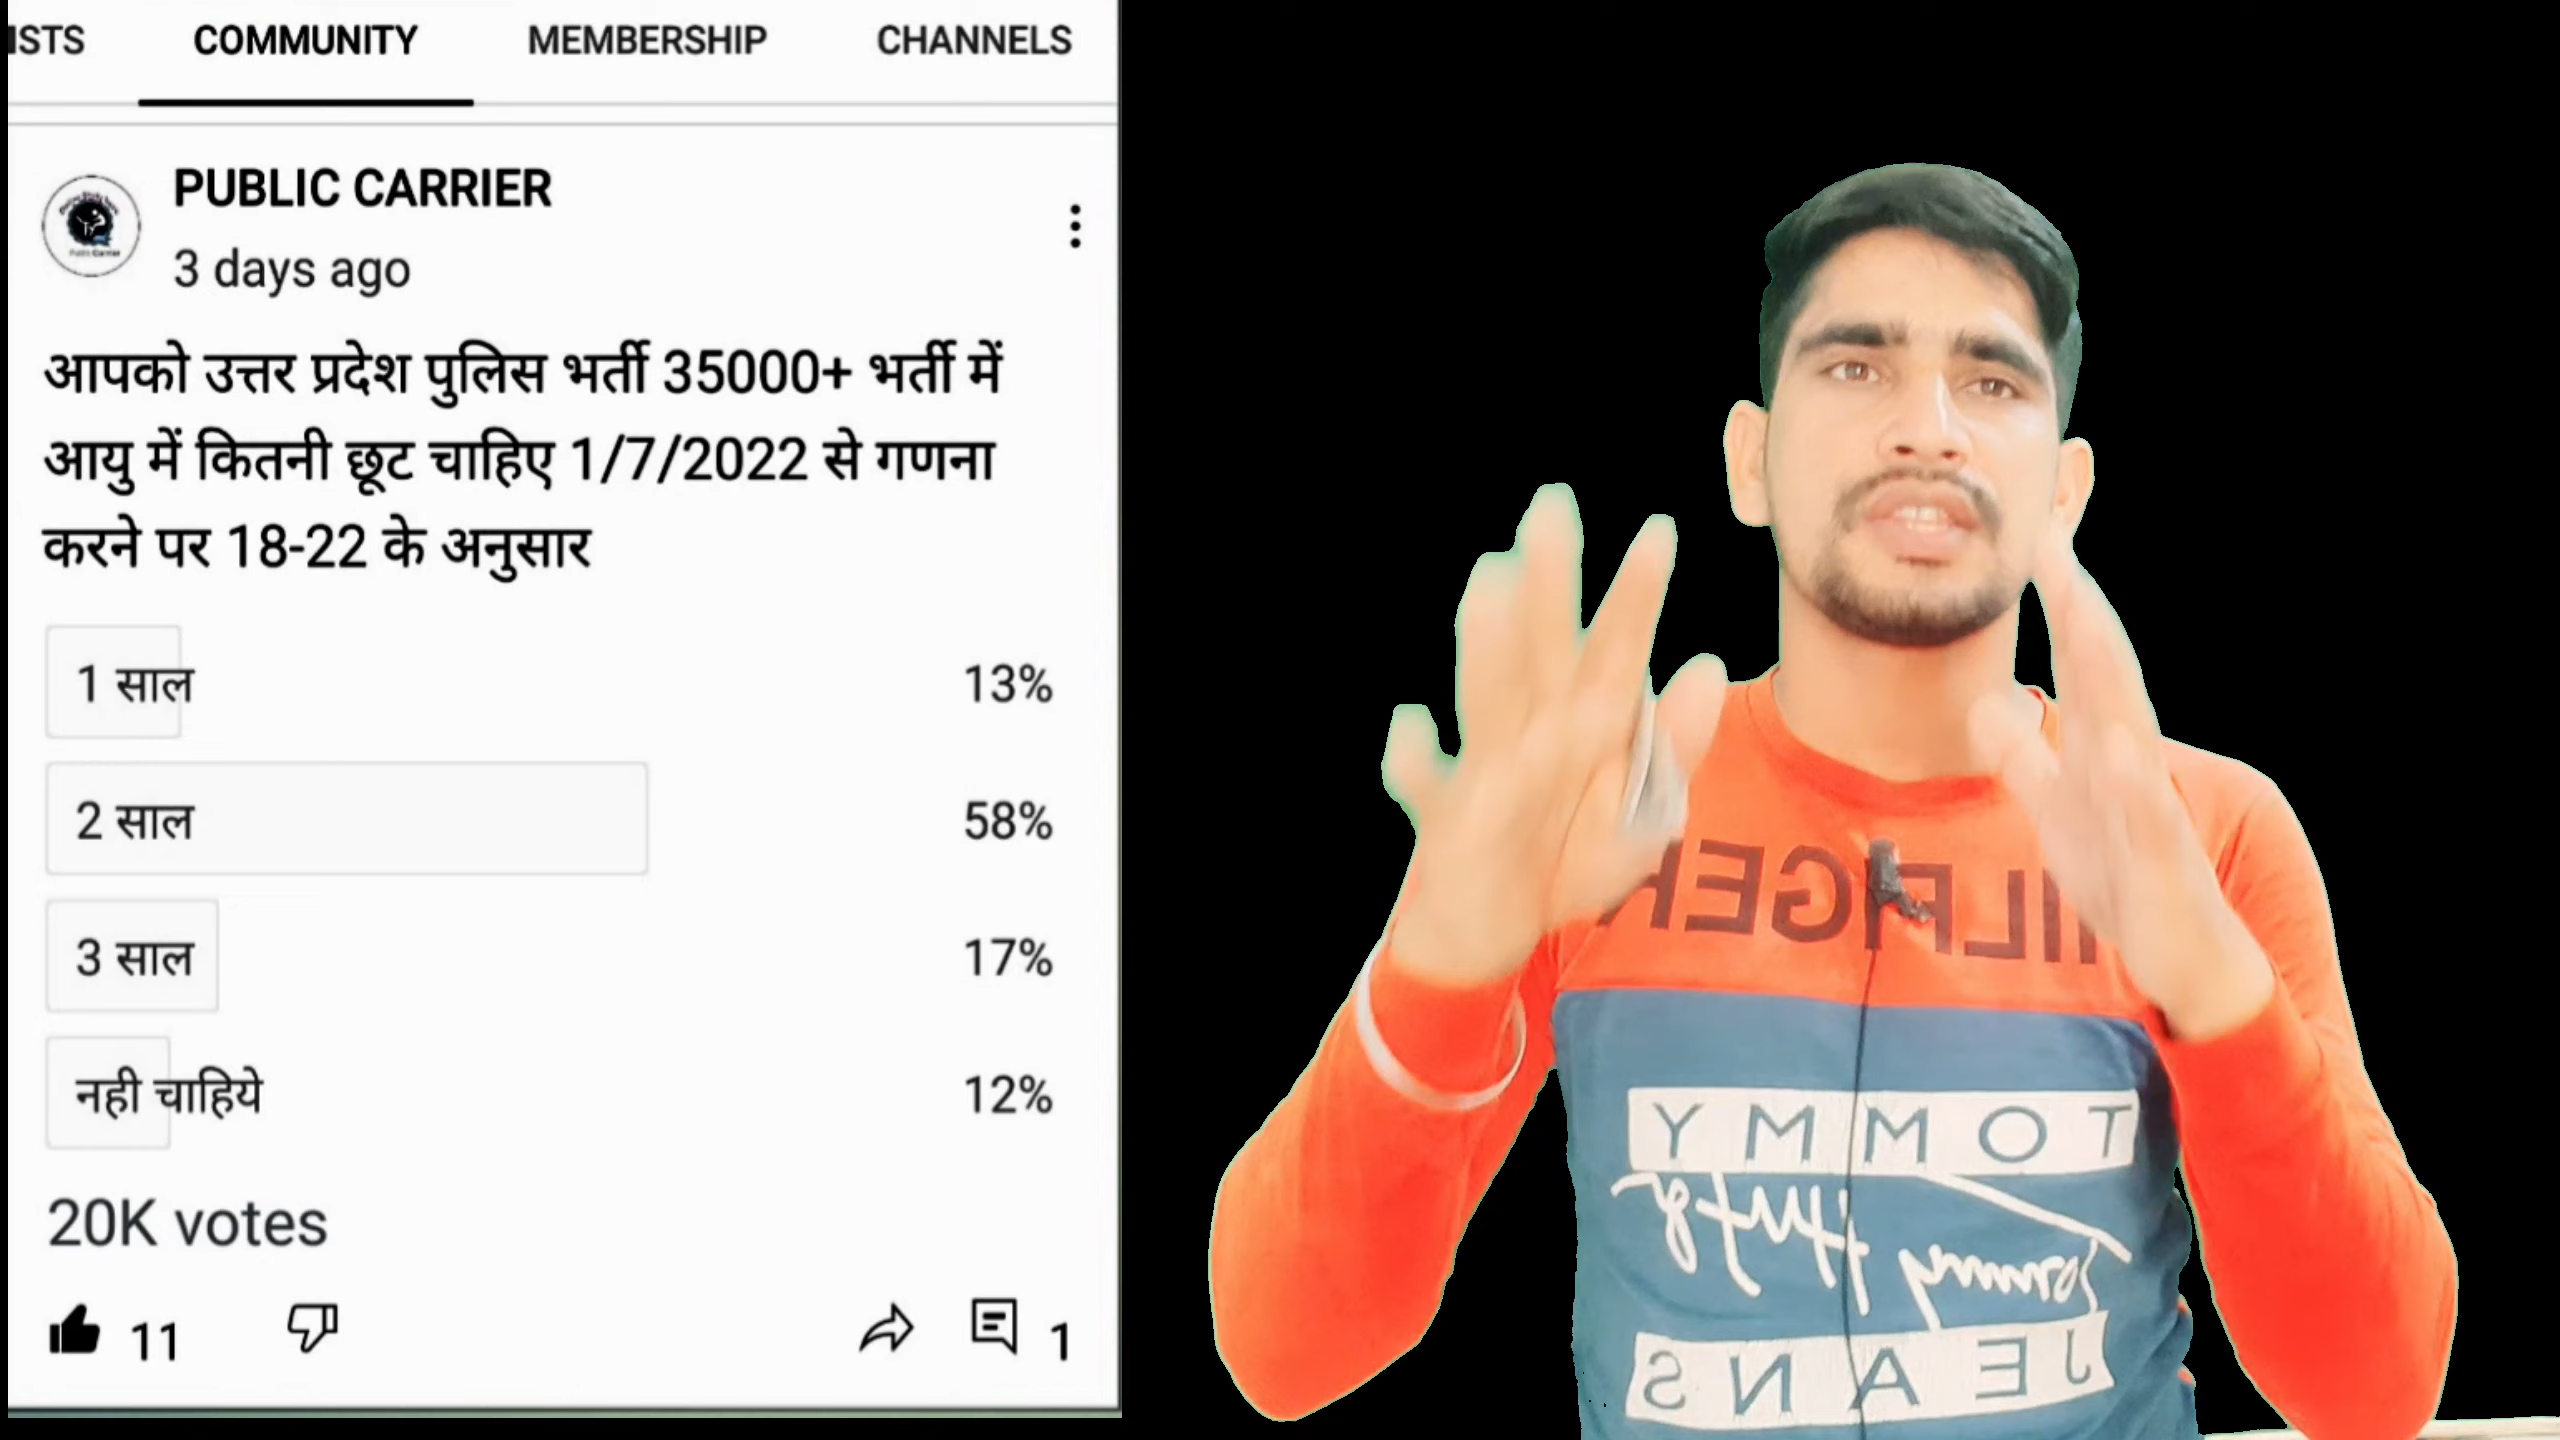 ISTS COMMUNITY MEMBERSHIP CHANNELS
PUBLIC CARRIER
3 days ago
आपको उत्तर प्रदेश पुलिस भर्ती 35000+ भर्ती में
आयु में कितनी छूट चाहिए 1/7/2022 से गणना
करने पर 18-22 के अनुसार
1 साल 13%
2 साल 58%
3 साल 17%
नही चाहिये 12%
20K votes
11 1
ILFIGER
TOMMY
JEANS